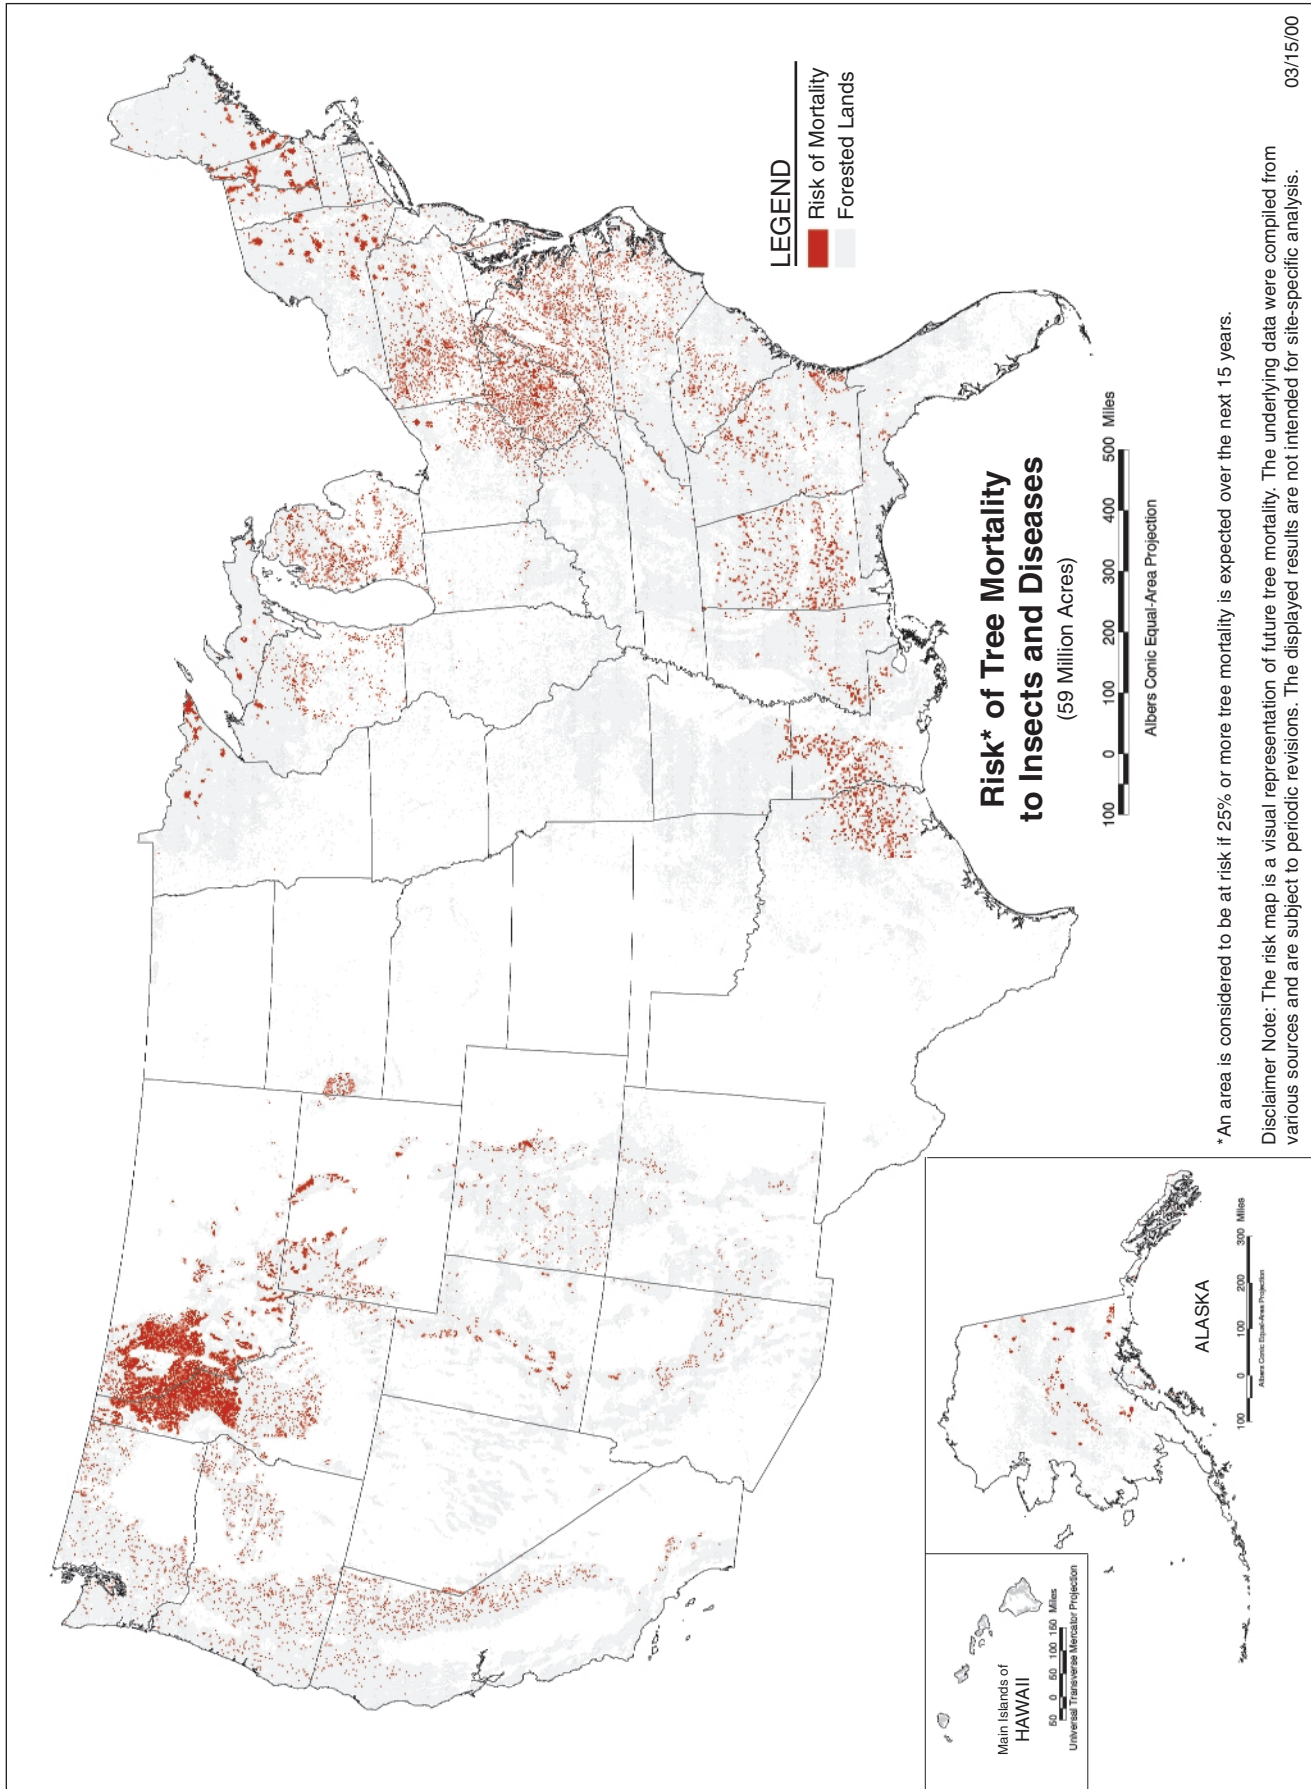 LEGEND
Risk of Mortality
Forested Lands
Risk* of Tree Mortality
to Insects and Diseases
(59 Million Acres)
100 0 100 200 300 400 500 Miles
Albers Conic Equal-Area Projection
Main Islands of
HAWAII
50 0 50 100 150 Miles
Universal Transverse Mercator Projection
ALASKA
100 0 100 200 300 Miles
Albers Conic Equal-Area Projection
*An area is considered to be at risk if 25% or more tree mortality is expected over the next 15 years.
Disclaimer Note: The risk map is a visual representation of future tree mortality. The underlying data were compiled from
various sources and are subject to periodic revisions. The displayed results are not intended for site-specific analysis.
03/15/00